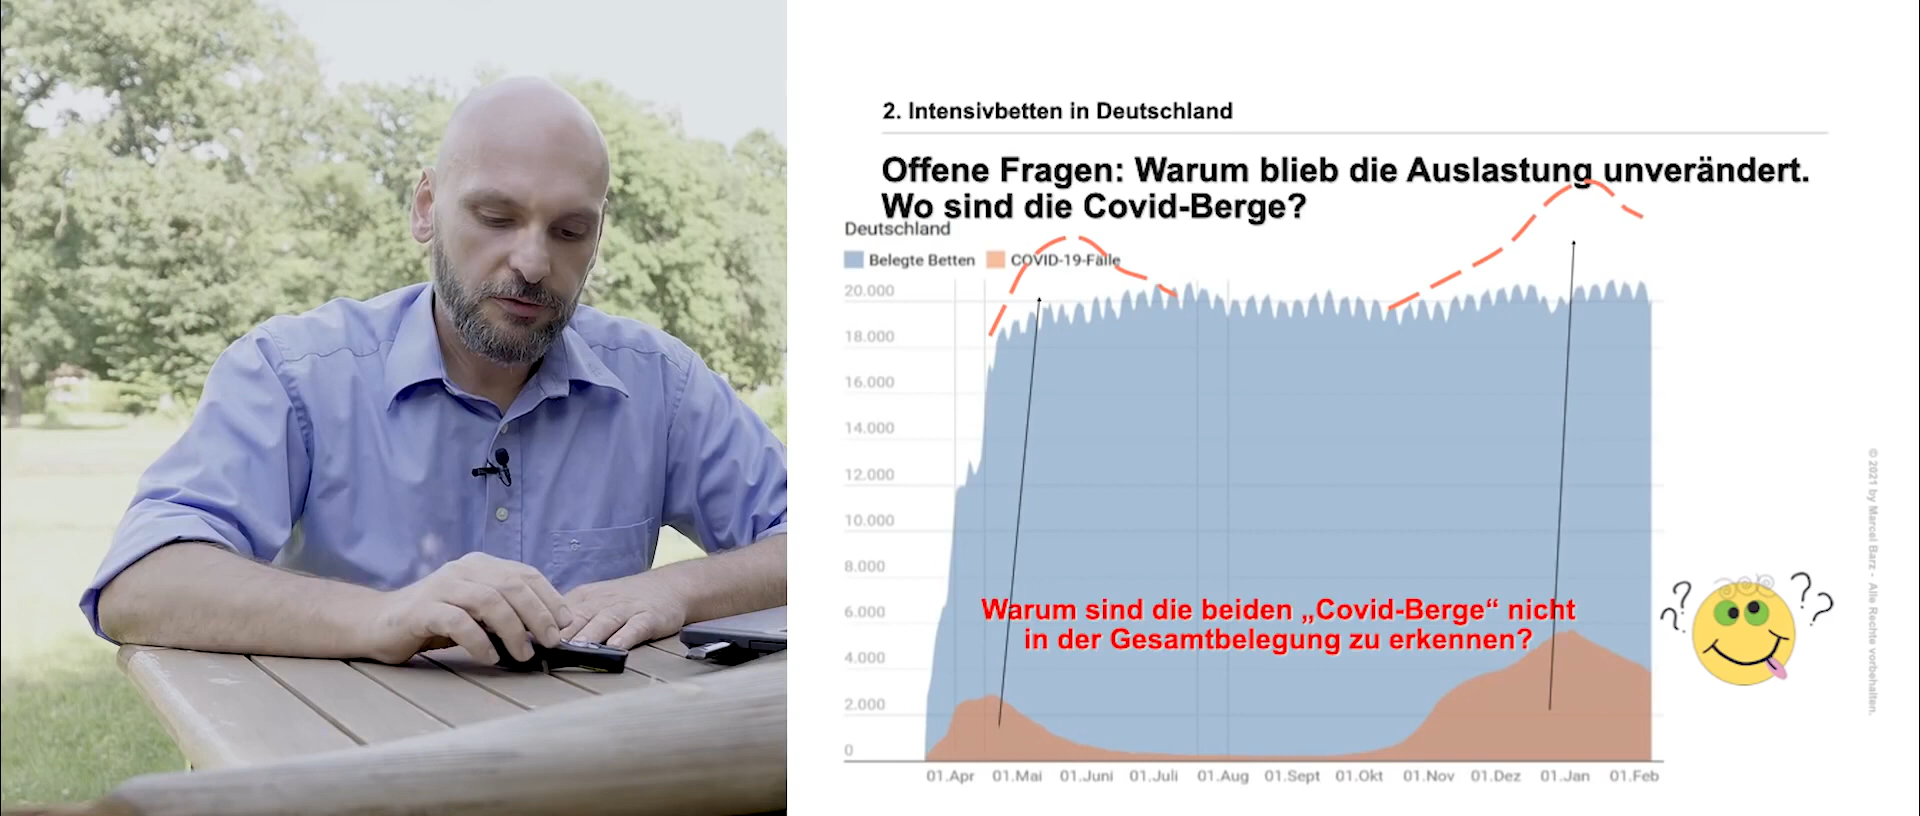 2. Intensivbetten in Deutschland
Offene Fragen: Warum blieb die Auslastung unverändert.
Wo sind die Covid-Berge?
Deutschland
Belegte Betten COVID-19-Fälle
20.000
18.000
16.000
14.000
12.000
10.000
8.000
6.000
4.000
2.000
0
Warum sind die beiden „Covid-Berge“ nicht
in der Gesamtbelegung zu erkennen?
01.Apr 01.Mai 01.Juni 01.Juli 01.Aug 01.Sept 01.Okt 01.Nov 01.Dez 01.Jan 01.Feb
? ? ? ?
© 2021 by Marcel Barz - Alle Rechte vorbehalten.